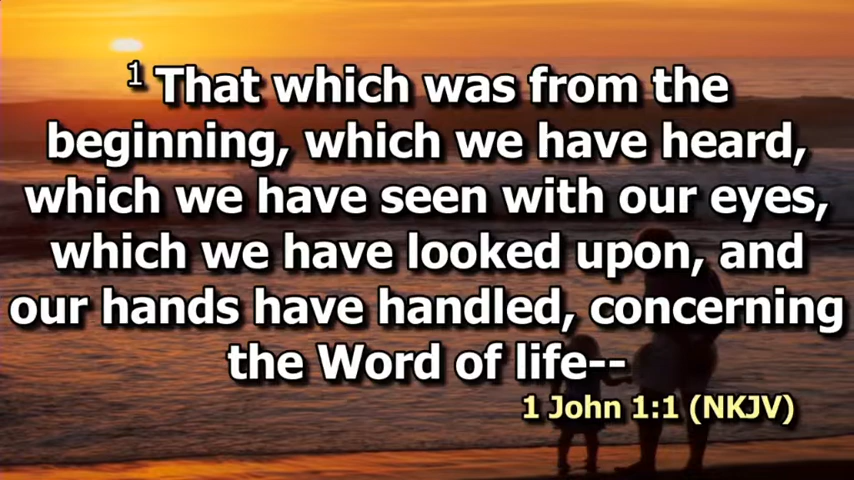 1 That which was from the
beginning, which we have heard,
which we have seen with our eyes,
which we have looked upon, and
our hands have handled, concerning
the Word of life--
1 John 1:1 (NKJV)